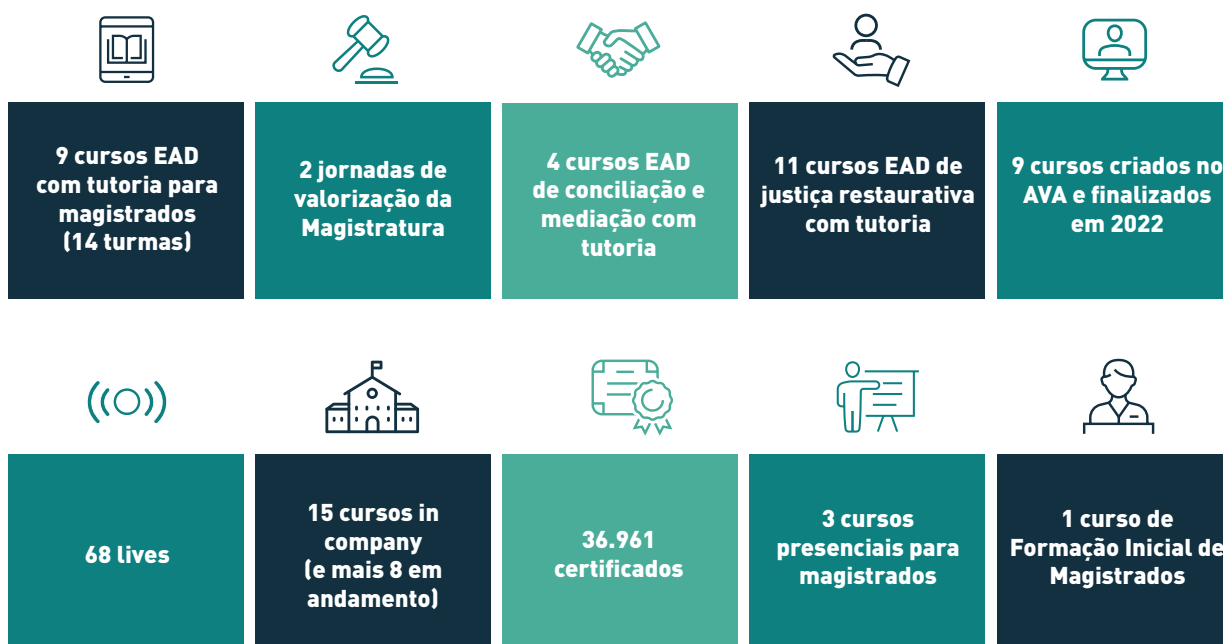 9 cursos EAD
com tutoria para
magistrados
(14 turmas)
2 jornadas de
valorização da
Magistratura
4 cursos EAD
de conciliação e
mediação com
tutoria
11 cursos EAD de
justiça restaurativa
com tutoria
9 cursos criados no
AVA e finalizados
em 2022
68 lives
15 cursos in
company
(e mais 8 em
andamento)
36.961
certificados
3 cursos
presenciais para
magistrados
1 curso de
Formação Inicial de
Magistrados